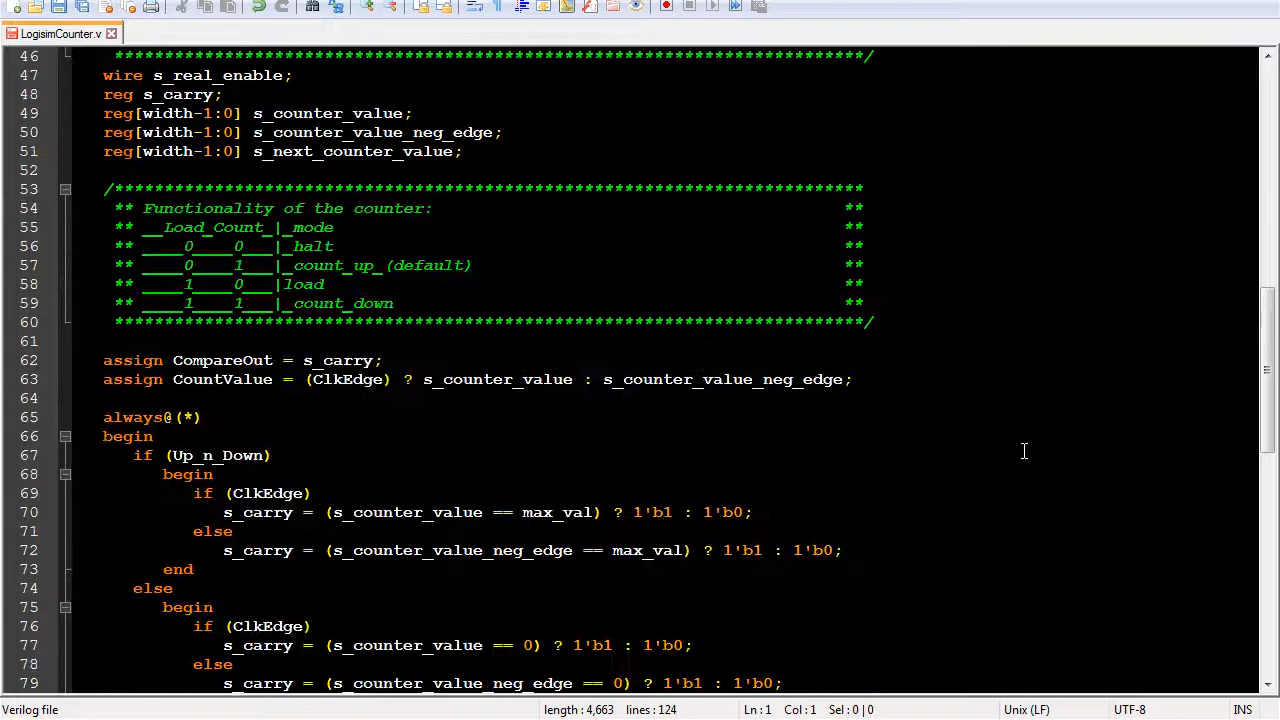 LogisimCounter.v
46 ***************************************************************************/
47 wire s_real_enable;
48 reg s_carry;
49 reg[width-1:0] s_counter_value;
50 reg[width-1:0] s_counter_value_neg_edge;
51 reg[width-1:0] s_next_counter_value;
52
53 /***************************************************************************
54 ** Functionality of the counter: **
55 ** __Load_Count_|_mode **
56 ** ____0____0___|_halt **
57 ** ____0____1___|_count_up_(default) **
58 ** ____1____0___|load **
59 ** ____1____1___|_count_down **
60 ***************************************************************************/
61
62 assign CompareOut = s_carry;
63 assign CountValue = (ClkEdge) ? s_counter_value : s_counter_value_neg_edge;
64
65 always@(*)
66 begin
67 if (Up_n_Down)
68 begin
69 if (ClkEdge)
70 s_carry = (s_counter_value == max_val) ? 1'b1 : 1'b0;
71 else
72 s_carry = (s_counter_value_neg_edge == max_val) ? 1'b1 : 1'b0;
73 end
74 else
75 begin
76 if (ClkEdge)
77 s_carry = (s_counter_value == 0) ? 1'b1 : 1'b0;
78 else
79 s_carry = (s_counter_value_neg_edge == 0) ? 1'b1 : 1'b0;
Verilog file length : 4,663 lines : 124 Ln : 1 Col : 1 Sel : 0 | 0 Unix (LF) UTF-8 INS